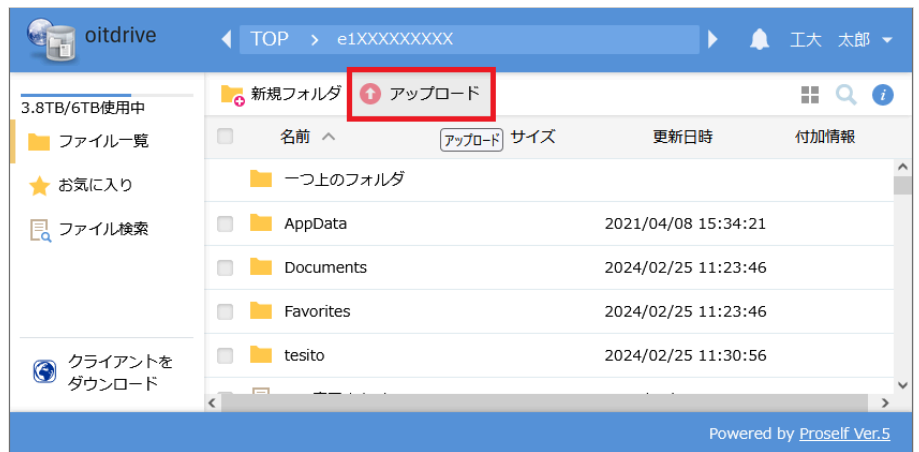 oitdrive
TOP > e1XXXXXXXXX
工大 太郎
3.8TB/6TB使用中
新規フォルダ アップロード
ファイル一覧
名前 サイズ 更新日時 付加情報
アップロード
お気に入り
一つ上のフォルダ
ファイル検索
AppData 2021/04/08 15:34:21
Documents 2024/02/25 11:23:46
Favorites 2024/02/25 11:23:46
tesito 2024/02/25 11:30:56
クライアントを
ダウンロード
Powered by Proself Ver.5